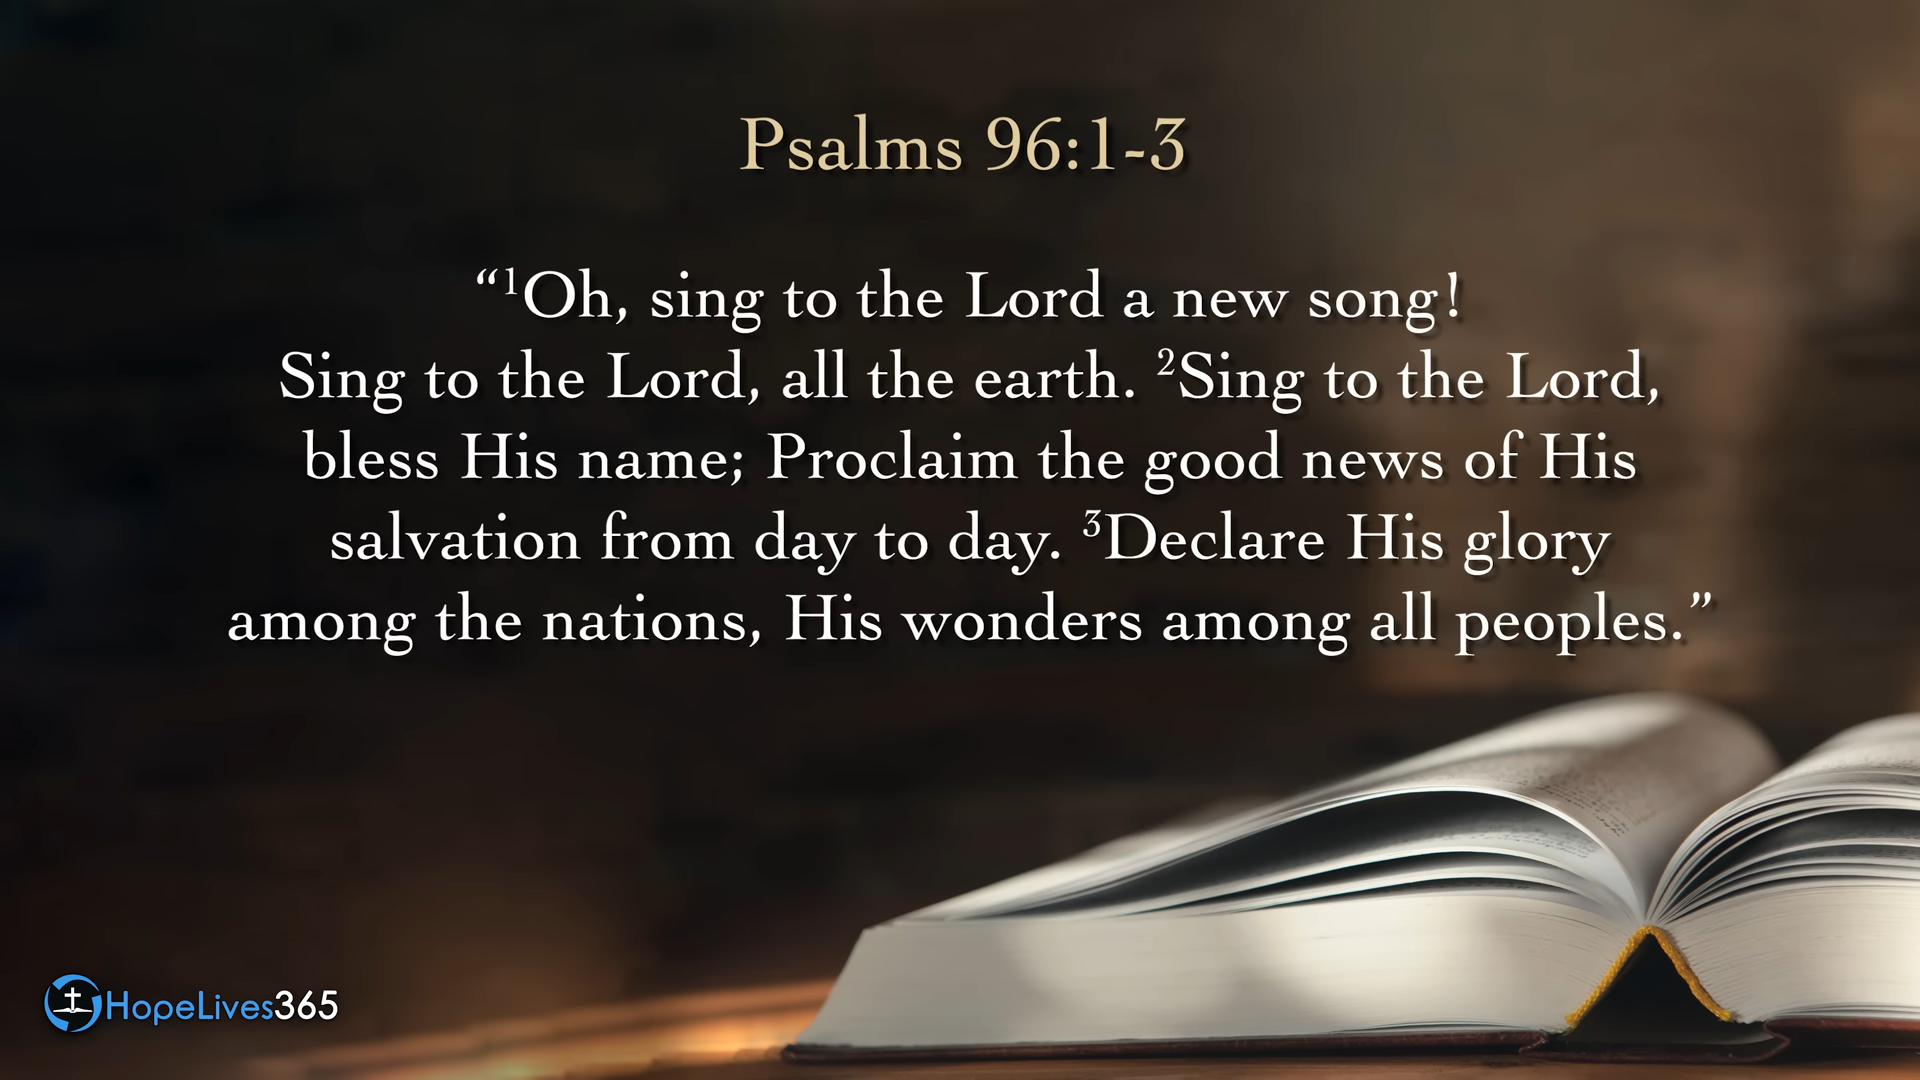 Psalms 96:1-3
“¹Oh, sing to the Lord a new song!
Sing to the Lord, all the earth. ²Sing to the Lord,
bless His name; Proclaim the good news of His
salvation from day to day. ³Declare His glory
among the nations, His wonders among all peoples.”
HopeLives365